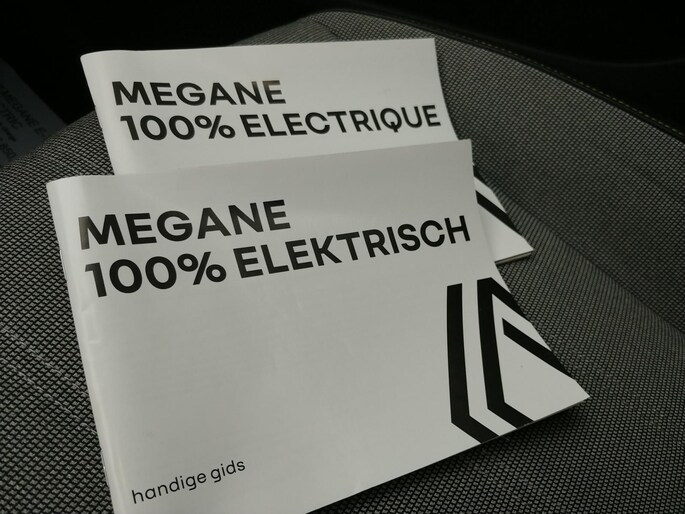 MEGANE
100% ELECTRIQUE
MEGANE
100% ELEKTRISCH
handige gids